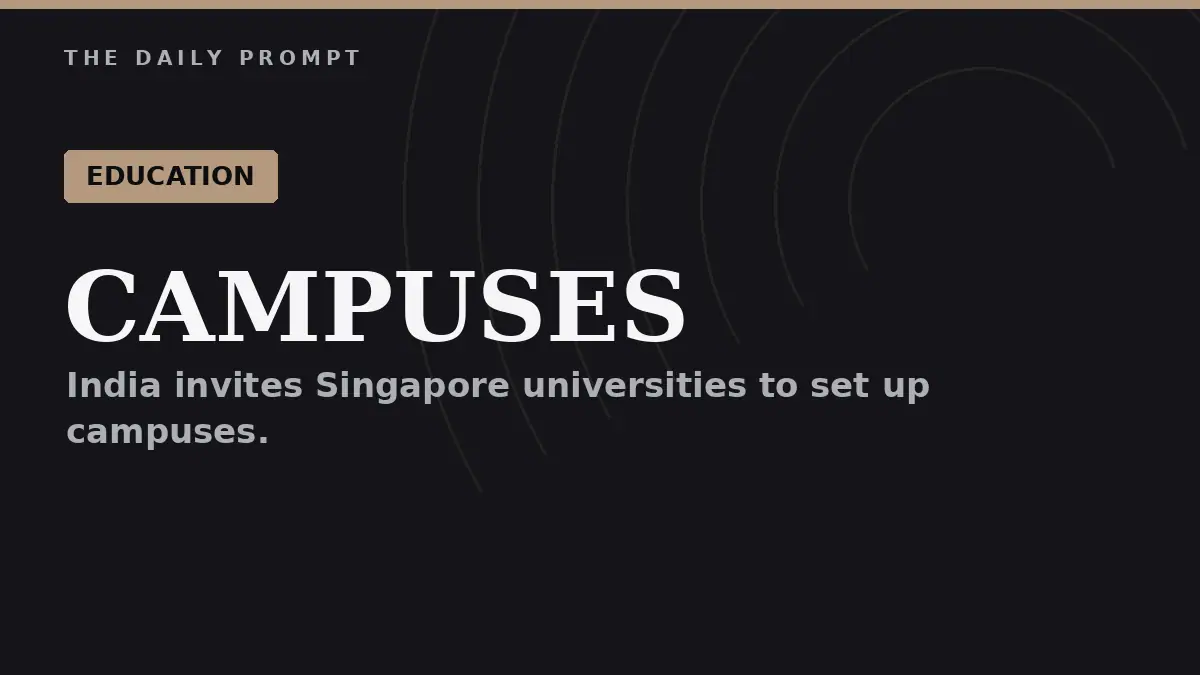 THE DAILY PROMPT
EDUCATION
CAMPUSES
India invites Singapore universities to set up
campuses.